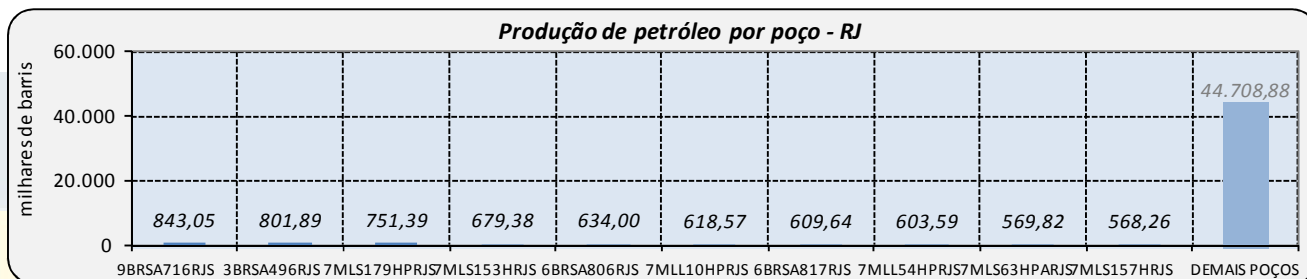 Produção de petróleo por poço - RJ
milhares de barris
60.000
40.000
20.000
0
843,05 801,89 751,39 679,38 634,00 618,57 609,64 603,59 569,82 568,26 44.708,88
9BRSA716RJS 3BRSA496RJS 7MLS179HPRJS 7MLS153HRJS 6BRSA806RJS 7MLL10HPRJS 6BRSA817RJS 7MLL54HPRJS 7MLS63HPARJS 7MLS157HRJS DEMAIS POÇOS